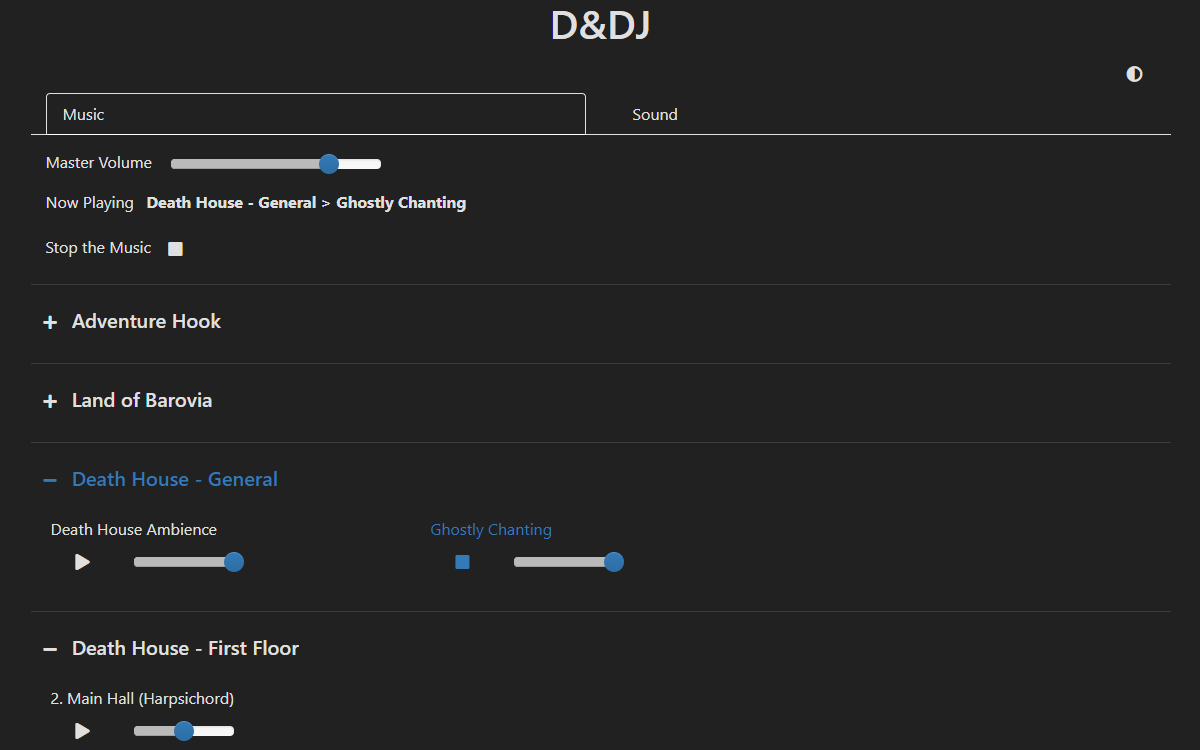 D&DJ
Music Sound
Master Volume
Now Playing Death House - General > Ghostly Chanting
Stop the Music
Adventure Hook
Land of Barovia
Death House - General
Death House Ambience Ghostly Chanting
Death House - First Floor
2. Main Hall (Harpsichord)